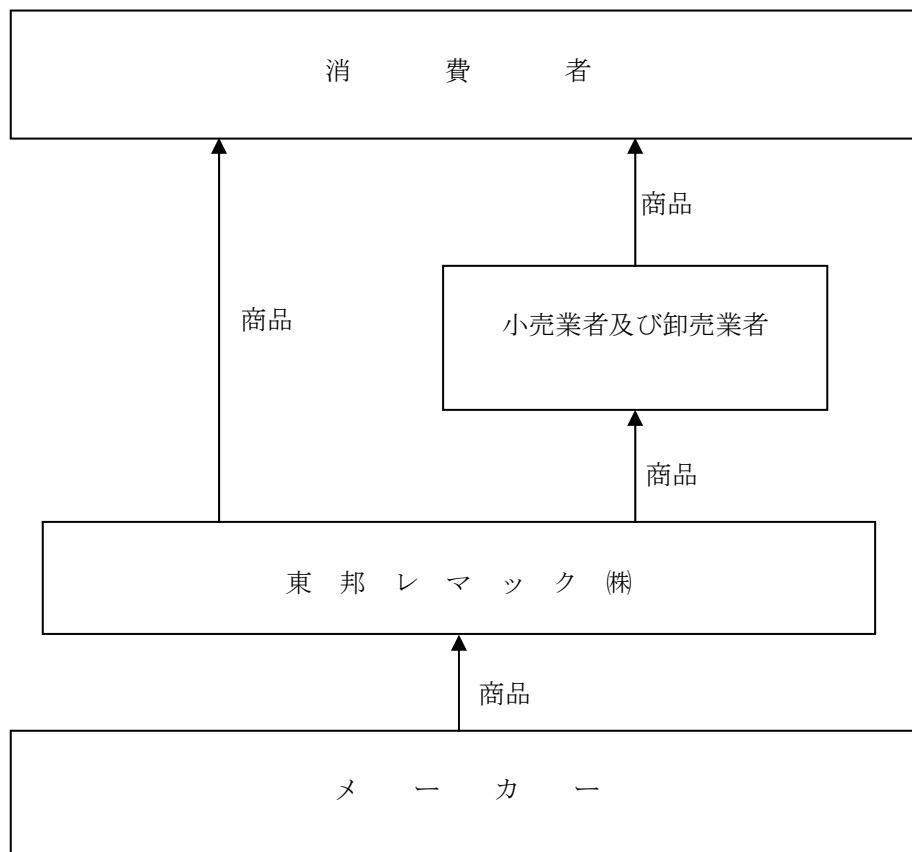 消費者
商品
商品
小売業者及び卸売業者
商品
東邦レマック㈱
商品
メーカー